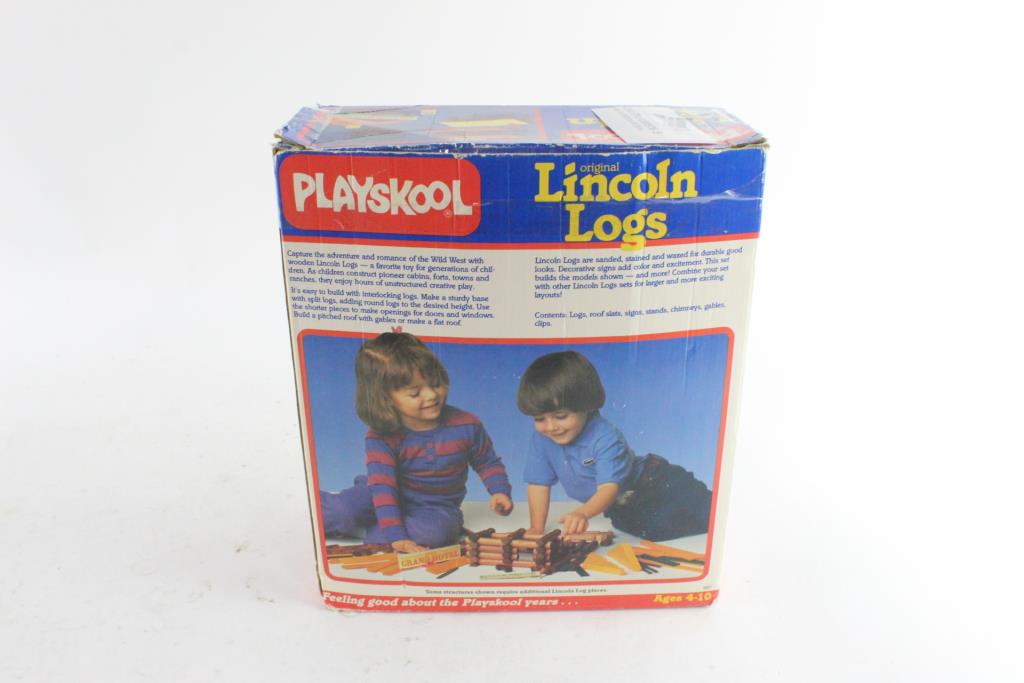 PLAYSKOOL
original
Lincoln
Logs
Capture the adventure and romance of the Wild West with
wooden Lincoln Logs — a favorite toy for generations of chil-
dren. As children construct pioneer cabins, forts, towns and
ranches, they enjoy hours of unstructured creative play.
It's easy to build with interlocking logs. Make a sturdy base
with split logs, adding round logs to the desired height. Use
the shorter pieces to make openings for doors and windows.
Build a pitched roof with gables or make a flat roof.
Lincoln Logs are sanded, stained and waxed for durable good
looks. Decorative signs add color and excitement. This set
builds the models shown — and more! Combine your set
with other Lincoln Logs sets for larger and more exciting
layouts!
Contents: Logs, roof slats, signs, stands, chimneys, gables,
clips.
GRAND HOTEL
Some structures shown require additional Lincoln Log pieces.
Feeling good about the Playskool years . . .
Ages 4-10